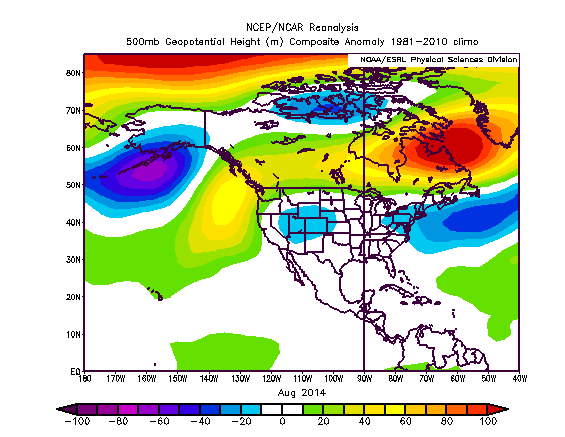 NCEP/NCAR Reanalysis
500mb Geopotential Height (m) Composite Anomaly 1981-2010 climo
NOAA/ESRL Physical Sciences Division
80N
70N
60N
50N
40N
30N
20N
10N
EQ
180 170W 160W 150W 140W 130W 120W 110W 100W 90W 80W 70W 60W 50W 40W
Aug 2014
-100 -80 -60 -40 -20 0 20 40 60 80 100